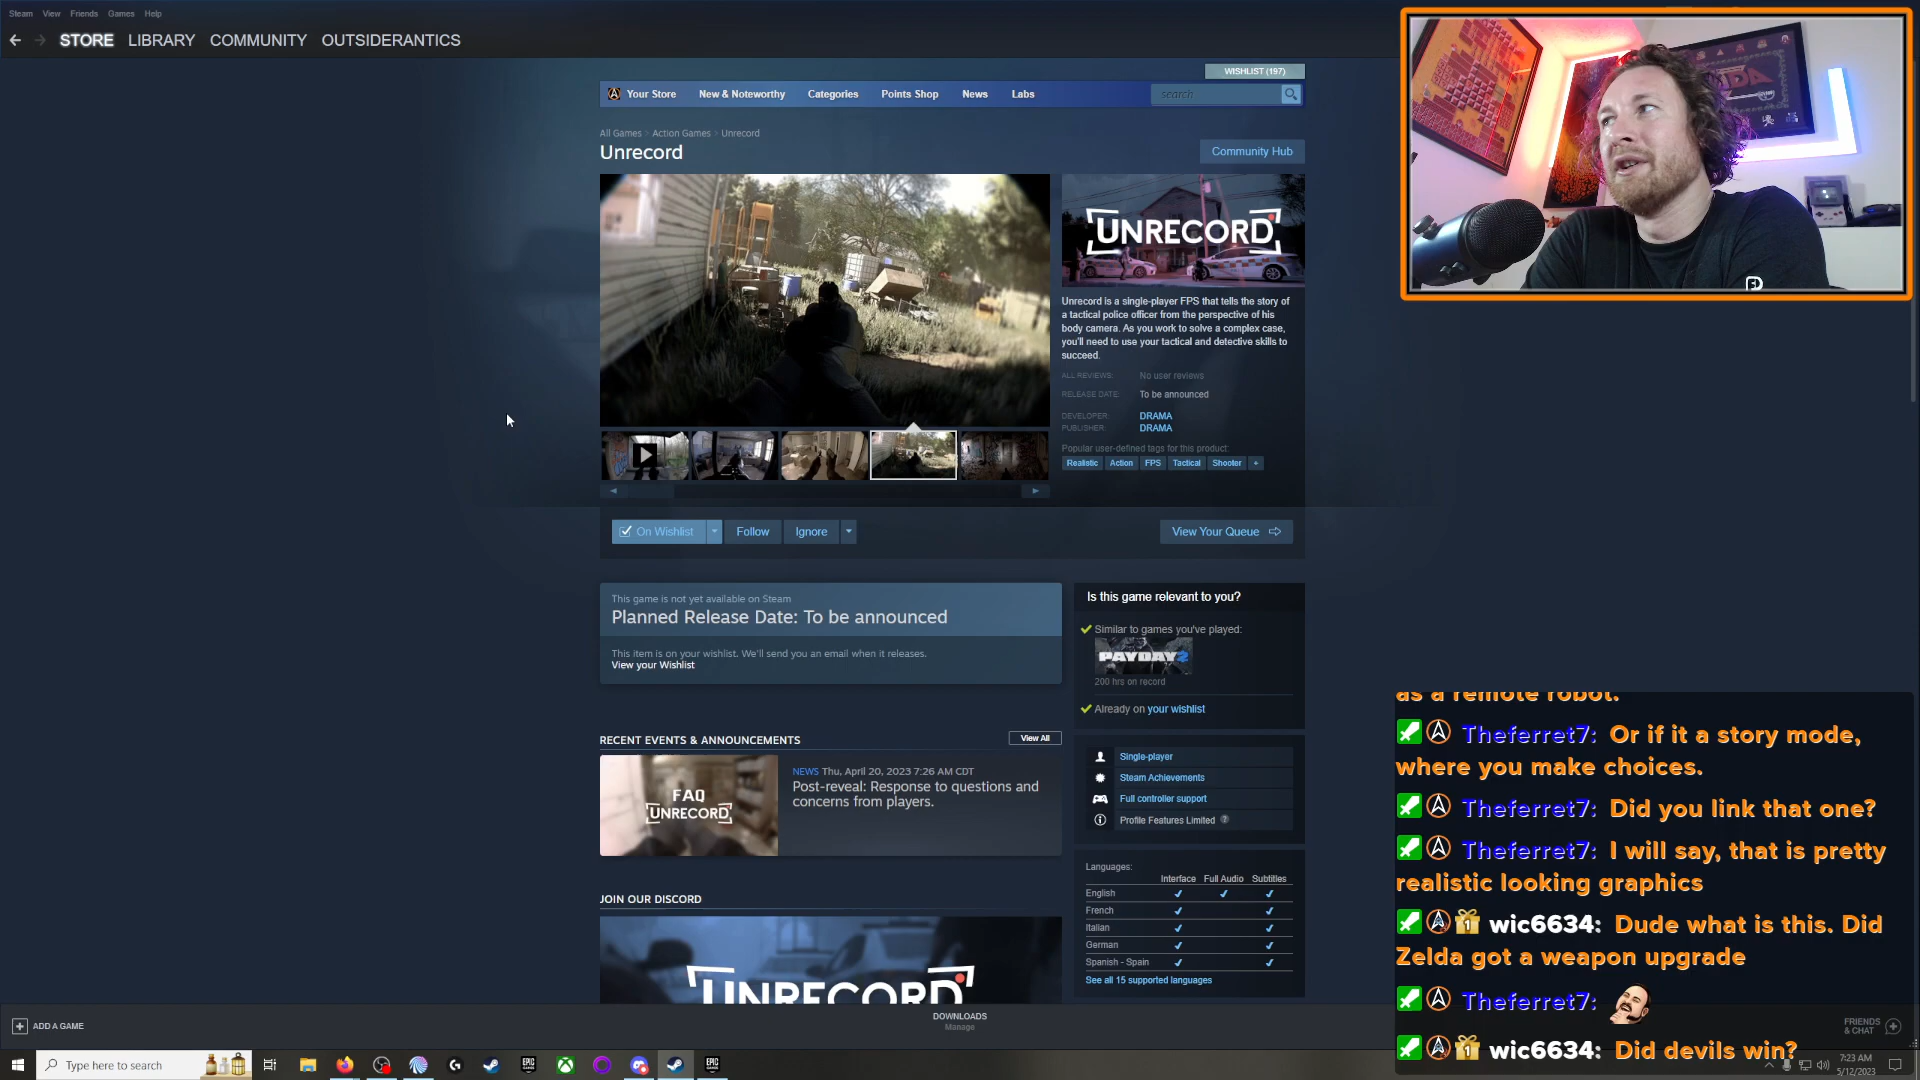 Steam View Friends Games Help
STORE LIBRARY COMMUNITY OUTSIDERANTICS
WISHLIST (197)
Your Store New & Noteworthy Categories Points Shop News Labs search
All Games > Action Games > Unrecord
Unrecord
Community Hub
UNRECORD
Unrecord is a single-player FPS that tells the story of
a tactical police officer from the perspective of his
body camera. As you work to solve a complex case,
you'll need to use your tactical and detective skills to
succeed.
ALL REVIEWS: No user reviews
RELEASE DATE: To be announced
DEVELOPER: DRAMA
PUBLISHER: DRAMA
Popular user-defined tags for this product:
Realistic Action FPS Tactical Shooter +
On Wishlist Follow Ignore View Your Queue
This game is not yet available on Steam
Planned Release Date: To be announced
This item is on your wishlist. We'll send you an email when it releases.
View your Wishlist
Is this game relevant to you?
Similar to games you've played:
PAYDAY 2
200 hrs on record
Already on your wishlist
RECENT EVENTS & ANNOUNCEMENTS View All
FAQ
UNRECORD
NEWS Thu, April 20, 2023 7:26 AM CDT
Post-reveal: Response to questions and
concerns from players.
Single-player
Steam Achievements
Full controller support
Profile Features Limited ?
Languages:
Interface Full Audio Subtitles
English ✔ ✔ ✔
French ✔ ✔
Italian ✔ ✔
German ✔ ✔
Spanish - Spain ✔ ✔
See all 15 supported languages
JOIN OUR DISCORD
UNRECORD
as a remote robot.
Theferret7: Or if it a story mode,
where you make choices.
Theferret7: Did you link that one?
Theferret7: I will say, that is pretty
realistic looking graphics
wic6634: Dude what is this. Did
Zelda got a weapon upgrade
Theferret7:
wic6634: Did devils win?
ADD A GAME
DOWNLOADS
Manage
FRIENDS
& CHAT
Type here to search
7:23 AM
5/12/2023